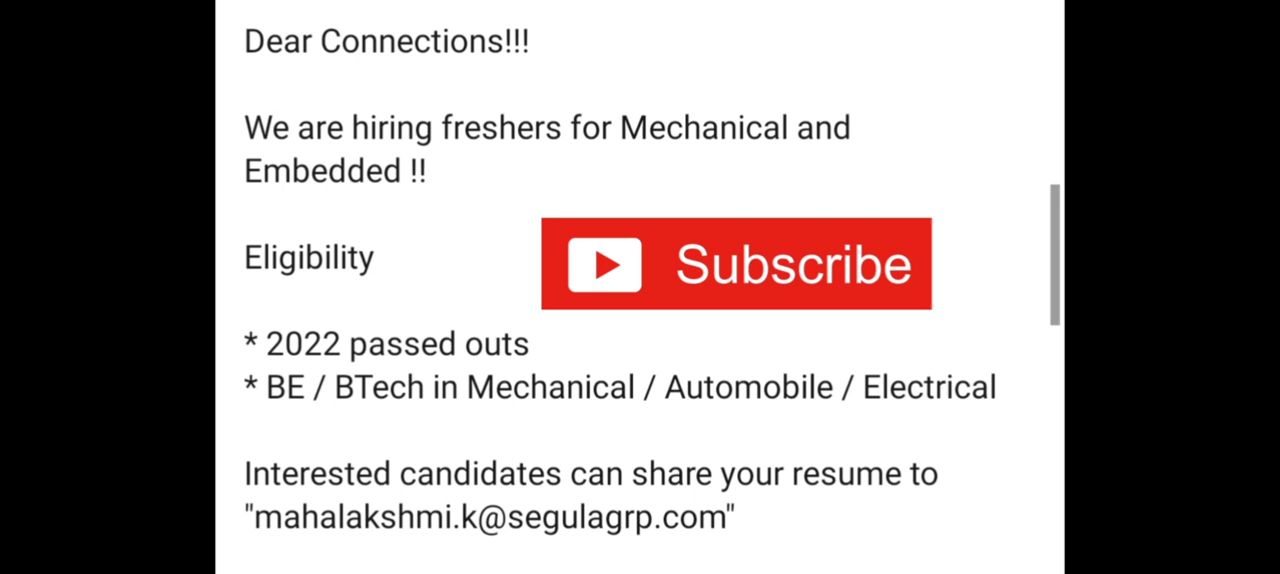 Dear Connections!!!
We are hiring freshers for Mechanical and
Embedded !!
Eligibility
Subscribe
* 2022 passed outs
* BE / BTech in Mechanical / Automobile / Electrical
Interested candidates can share your resume to
"mahalakshmi.k@segulagrp.com"